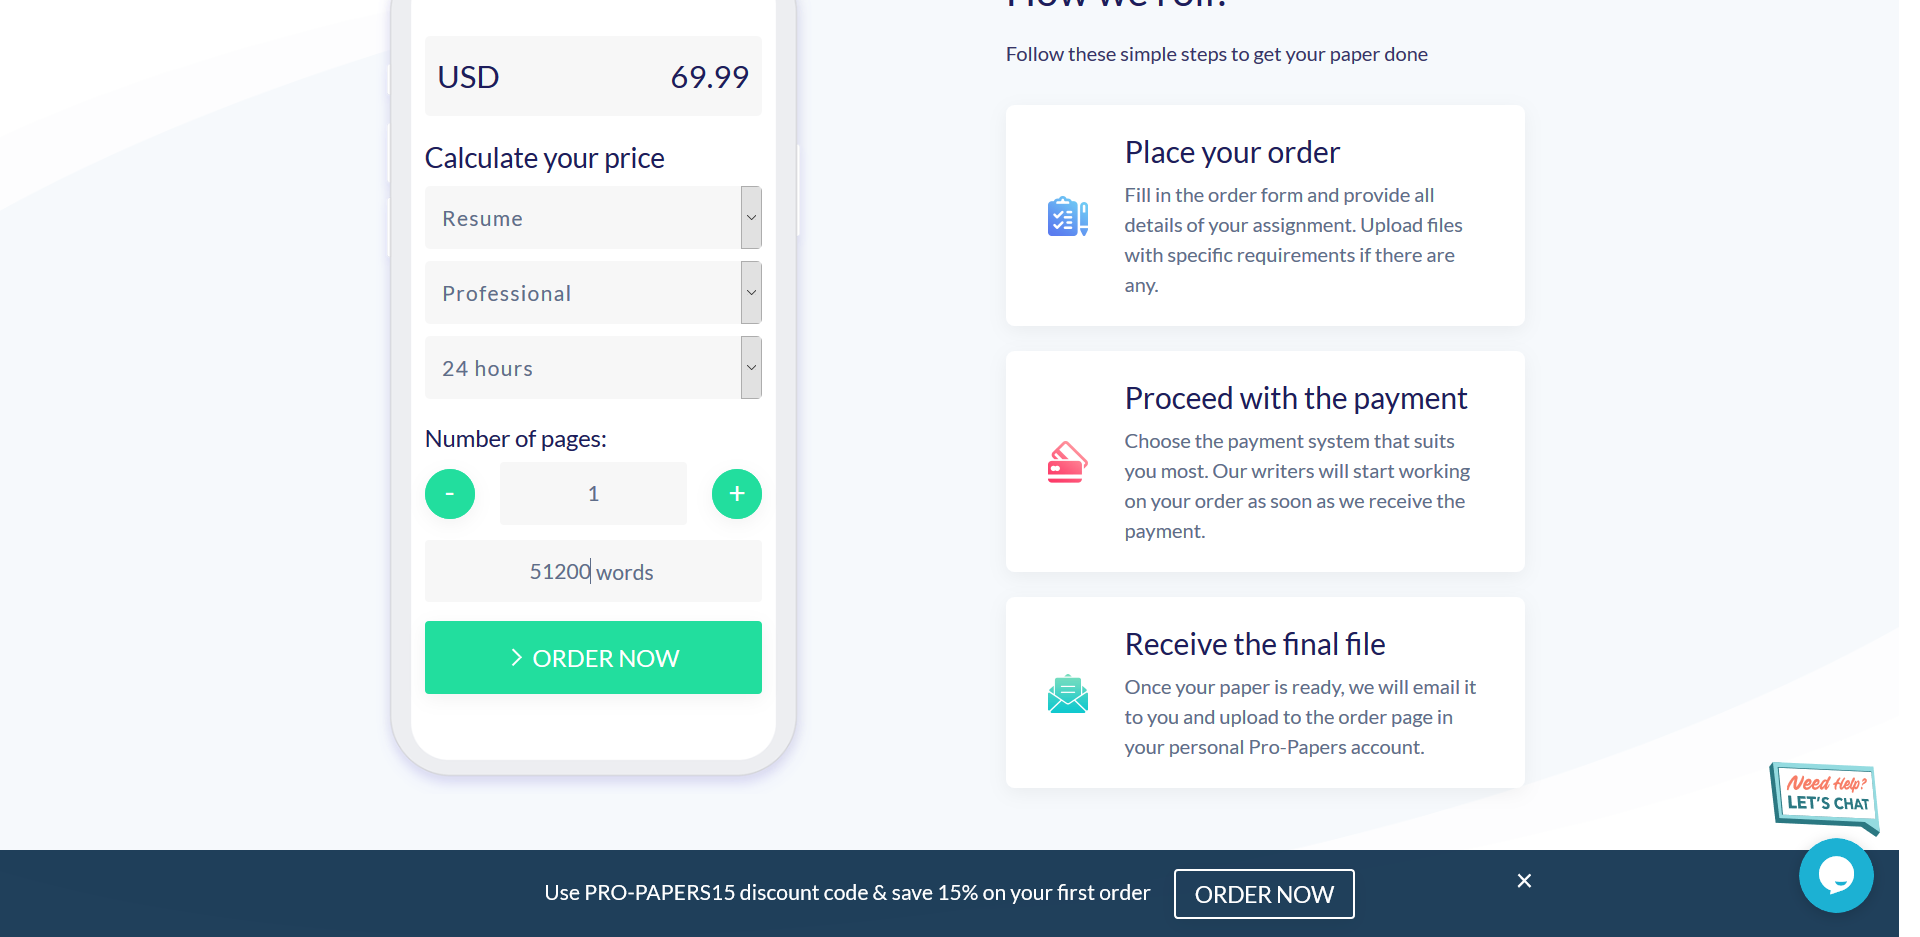 How we roll?
Follow these simple steps to get your paper done
USD 69.99
Calculate your price
Resume
Professional
24 hours
Number of pages:
- 1 +
51200 words
> ORDER NOW
Place your order
Fill in the order form and provide all
details of your assignment. Upload files
with specific requirements if there are
any.
Proceed with the payment
Choose the payment system that suits
you most. Our writers will start working
on your order as soon as we receive the
payment.
Receive the final file
Once your paper is ready, we will email it
to you and upload to the order page in
your personal Pro-Papers account.
Need Help?
LET'S CHAT
Use PRO-PAPERS15 discount code & save 15% on your first order
ORDER NOW
×